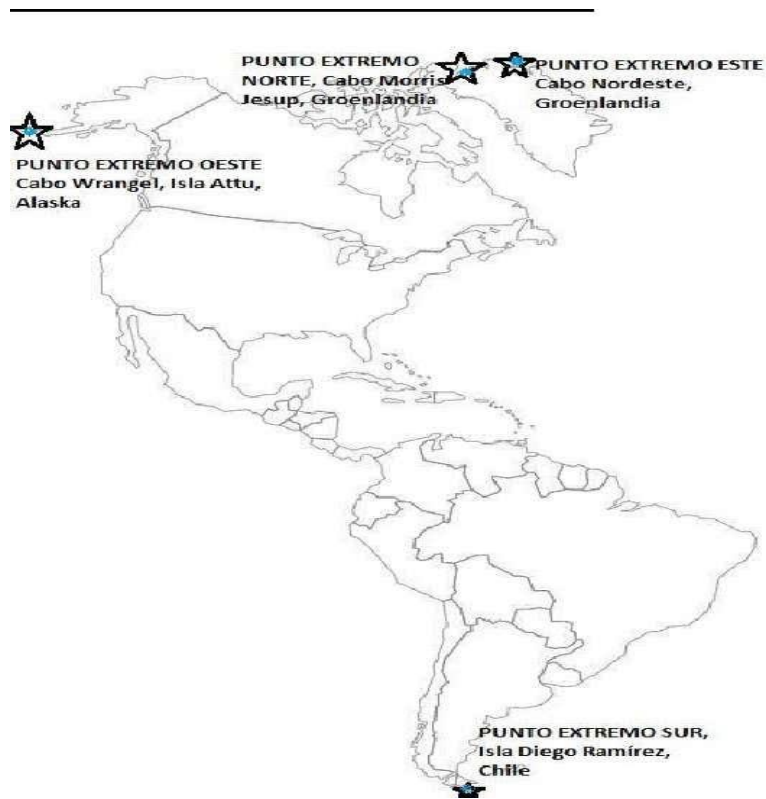 PUNTO EXTREMO
NORTE, Cabo Morris
Jesup, Groenlandia
PUNTO EXTREMO ESTE
Cabo Nordeste,
Groenlandia
PUNTO EXTREMO OESTE
Cabo Wrangel, Isla Attu,
Alaska
PUNTO EXTREMO SUR,
Isla Diego Ramírez,
Chile